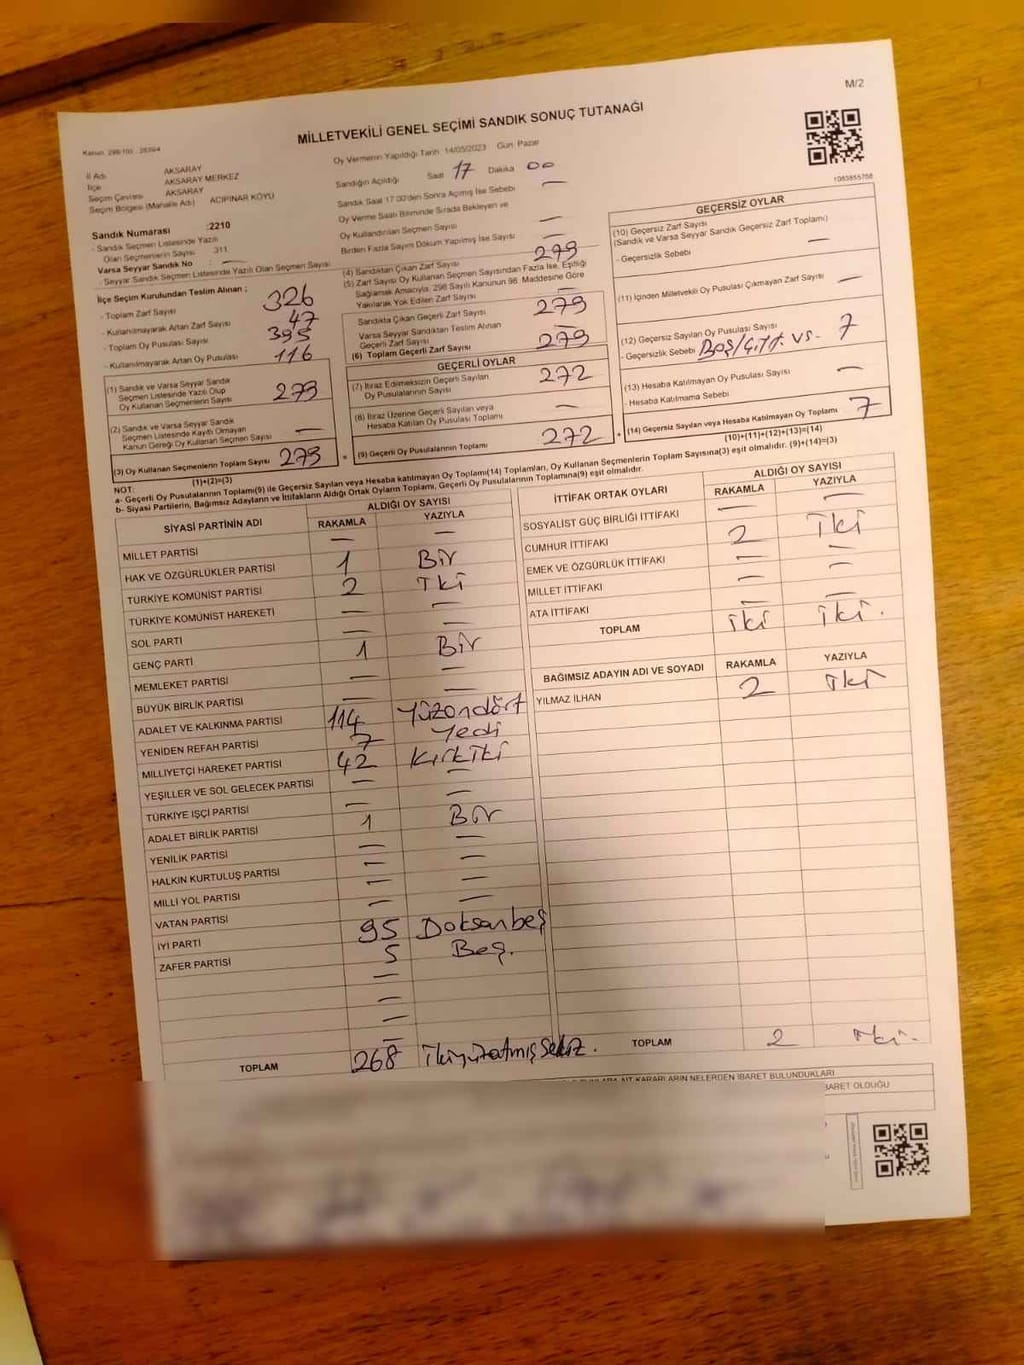 M/2
MİLLETVEKİLİ GENEL SEÇİMİ SANDIK SONUÇ TUTANAĞI
Oy Vermenin Yapıldığı Tarih 14/05/2023 Gün Pazar
İl Adı AKSARAY
İlçe AKSARAY MERKEZ
Seçim Çevresi AKSARAY
Seçim Bölgesi (Mahalle Adı) ACIPINAR KÖYÜ
Sandık Numarası :2210
- Sandık Seçmen Listesinde Yazılı
Olan Seçmenlerin Sayısı 311
Varsa Seyyar Sandık No : —
- Seyyar Sandık Seçmen Listesinde Yazılı Olan Seçmen Sayısı
İlçe Seçim Kurulundan Teslim Alınan ;
- Toplam Zarf Sayısı 326
- Kullanılmayarak Artan Zarf Sayısı 47
- Toplam Oy Pusulası Sayısı 395
- Kullanılmayarak Artan Oy Pusulası 116
(1) Sandık ve Varsa Seyyar Sandık
Seçmen Listesinde Yazılı Olup
Oy Kullanan Seçmenlerin Sayısı 279
(2) Sandık ve Varsa Seyyar Sandık
Seçmen Listesinde Kayıtlı Olmayan
Kanun Gereği Oy Kullanan Seçmen Sayısı —
(3) Oy Kullanan Seçmenlerin Toplam Sayısı 279
(1)+(2)=(3)
Sandığın Açıldığı Saat 17 Dakika 00
Sandık Saat 17.00'den Sonra Açılmış İse Sebebi —
Oy Verme Saati Bitiminde Sırada Bekleyen ve
Oy Kullandırılan Seçmen Sayısı —
Birden Fazla Sayım Döküm Yapılmış İse Sayısı —
(4) Sandıktan Çıkan Zarf Sayısı 279
(5) Zarf Sayısı Oy Kullanan Seçmen Sayısından Fazla İse, Eşitliği
Sağlamak Amacıyla, 298 Sayılı Kanunun 98. Maddesine Göre
Yakılarak Yok Edilen Zarf Sayısı —
Sandıkta Çıkan Geçerli Zarf Sayısı 279
Varsa Seyyar Sandıktan Teslim Alınan
Geçerli Zarf Sayısı —
(6) Toplam Geçerli Zarf Sayısı 279
GEÇERLİ OYLAR
(7) İtiraz Edilmeksizin Geçerli Sayılan
Oy Pusulalarının Sayısı 272
(8) İtiraz Üzerine Geçerli Sayılan veya
Hesaba Katılan Oy Pusulası Toplamı —
(9) Geçerli Oy Pusulalarının Toplamı 272
1083855758
GEÇERSİZ OYLAR
(10) Geçersiz Zarf Sayısı
(Sandık ve Varsa Seyyar Sandık Geçersiz Zarf Toplamı)
- Geçersizlik Sebebi —
(11) İçinden Milletvekili Oy Pusulası Çıkmayan Zarf Sayısı —
(12) Geçersiz Sayılan Oy Pusulası Sayısı 7
- Geçersizlik Sebebi Boş/Çift. vs.
(13) Hesaba Katılmayan Oy Pusulası Sayısı —
- Hesaba Katılmama Sebebi
(14) Geçersiz Sayılan veya Hesaba Katılmayan Oy Toplamı 7
(10)+(11)+(12)+(13)=(14)
(9)+(14)=(3)
NOT:
a- Geçerli Oy Pusulalarının Toplamı(9) ile Geçersiz Sayılan veya Hesaba katılmayan Oy Toplamı(14) Toplamları, Oy Kullanan Seçmenlerin Toplam Sayısına(3) eşit olmalıdır.
b- Siyasi Partilerin, Bağımsız Adayların ve İttifakların Aldığı Ortak Oyların Toplamı, Geçerli Oy Pusulalarının Toplamına(9) eşit olmalıdır.
SİYASİ PARTİNİN ADI ALDIĞI OY SAYISI
RAKAMLA YAZIYLA
MİLLET PARTİSİ — —
HAK VE ÖZGÜRLÜKLER PARTİSİ 1 Bir
TÜRKİYE KOMÜNİST PARTİSİ 2 İki
TÜRKİYE KOMÜNİST HAREKETİ — —
SOL PARTİ — —
GENÇ PARTİ 1 Bir
MEMLEKET PARTİSİ — —
BÜYÜK BİRLİK PARTİSİ — —
ADALET VE KALKINMA PARTİSİ 114 Yüzondört
YENİDEN REFAH PARTİSİ 7 Yedi
MİLLİYETÇİ HAREKET PARTİSİ 42 Kırkiki
YEŞİLLER VE SOL GELECEK PARTİSİ — —
TÜRKİYE İŞÇİ PARTİSİ — —
ADALET BİRLİK PARTİSİ 1 Bir
YENİLİK PARTİSİ — —
HALKIN KURTULUŞ PARTİSİ — —
MİLLİ YOL PARTİSİ — —
VATAN PARTİSİ — —
İYİ PARTİ 95 Doksanbeş
ZAFER PARTİSİ 5 Beş.
TOPLAM 268 ikiyüzatmışsekiz.
İTTİFAK ORTAK OYLARI ALDIĞI OY SAYISI
RAKAMLA YAZIYLA
SOSYALİST GÜÇ BİRLİĞİ İTTİFAKI — —
CUMHUR İTTİFAKI 2 iki
EMEK VE ÖZGÜRLÜK İTTİFAKI — —
MİLLET İTTİFAKI — —
ATA İTTİFAKI — —
TOPLAM iki iki.
BAĞIMSIZ ADAYIN ADI VE SOYADI RAKAMLA YAZIYLA
YILMAZ İLHAN 2 iki
TOPLAM 2 iki.
KARARLARIN NELERDEN İBARET BULUNDUKLARI
İBARET OLDUĞU